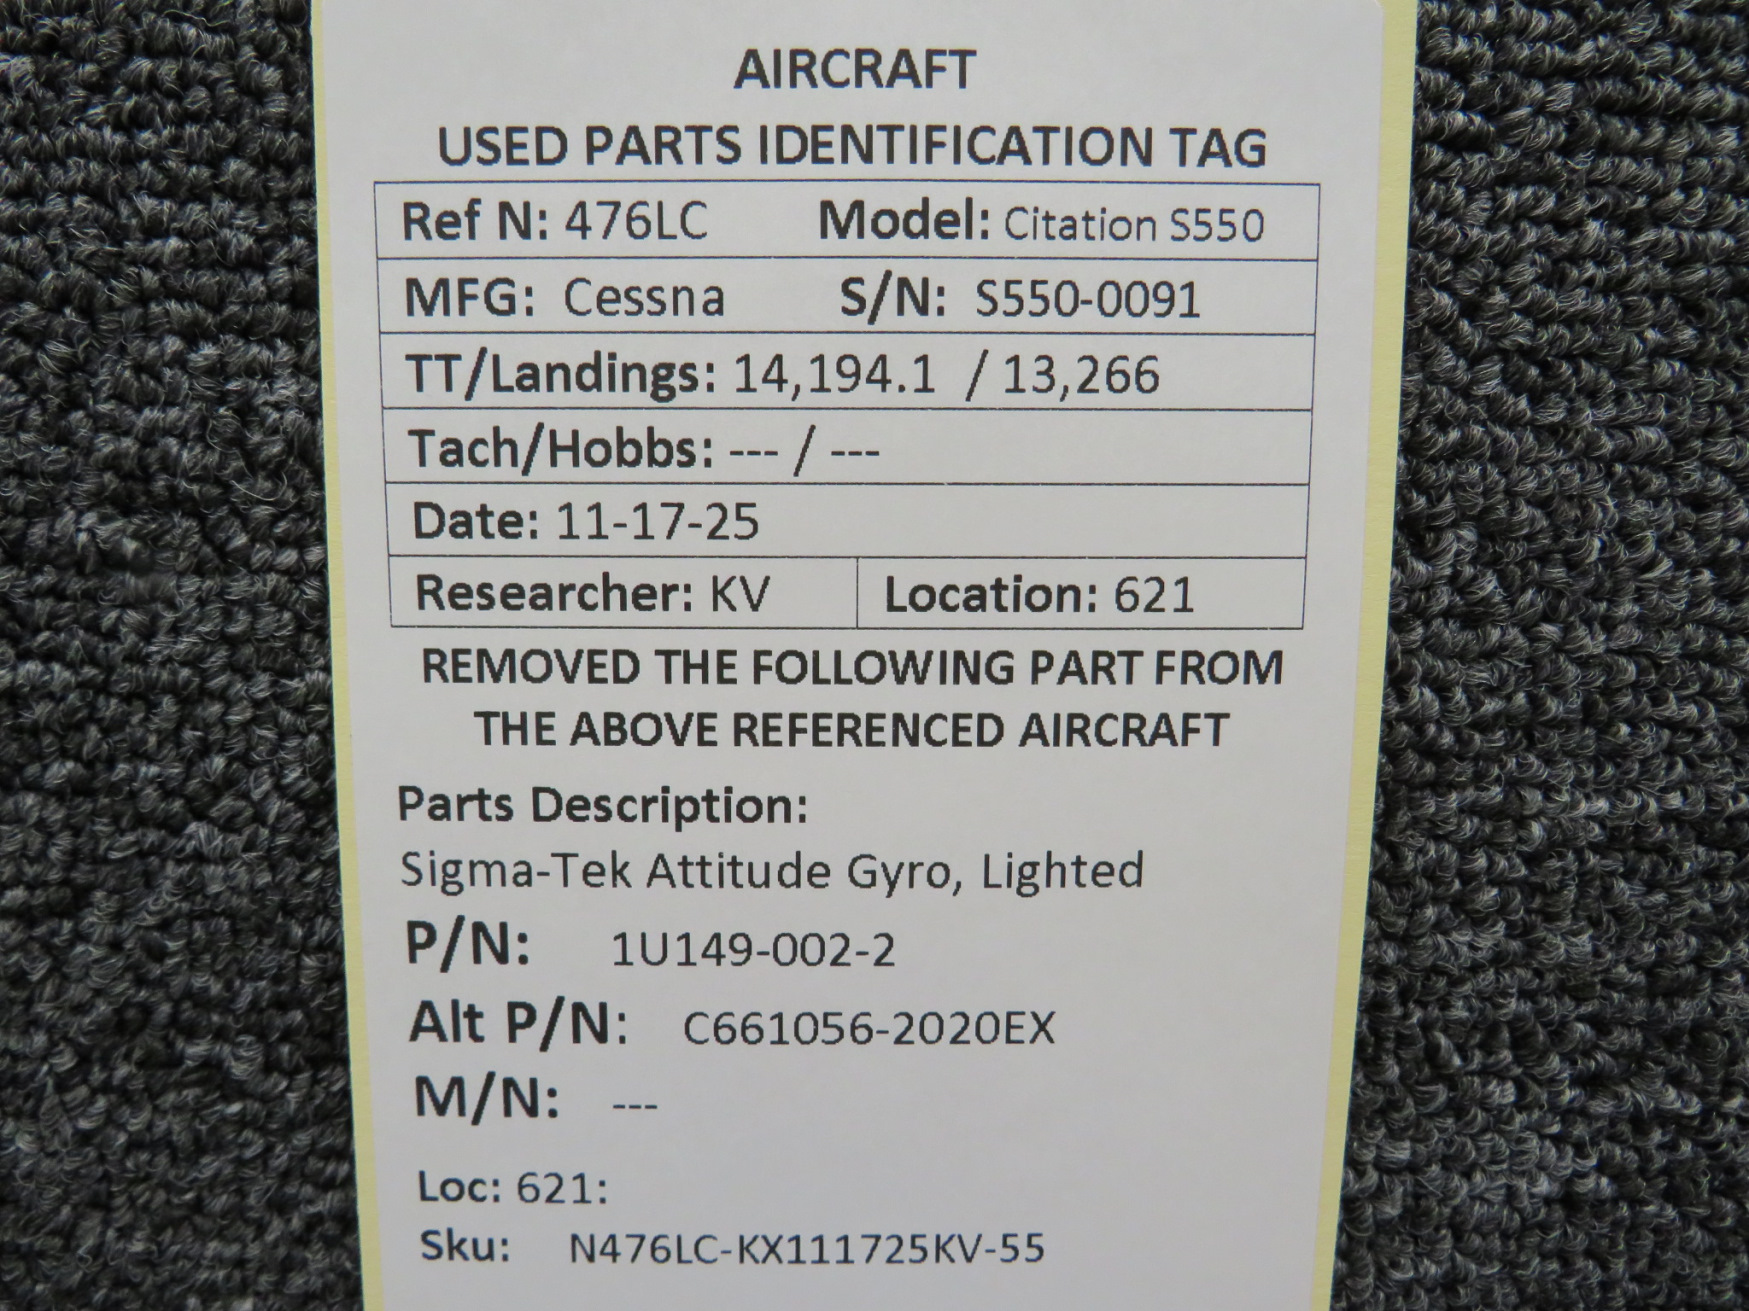 AIRCRAFT
USED PARTS IDENTIFICATION TAG
Ref N: 476LC Model: Citation S550
MFG: Cessna S/N: S550-0091
TT/Landings: 14,194.1 / 13,266
Tach/Hobbs: --- / ---
Date: 11-17-25
Researcher: KV Location: 621
REMOVED THE FOLLOWING PART FROM
THE ABOVE REFERENCED AIRCRAFT
Parts Description:
Sigma-Tek Attitude Gyro, Lighted
P/N: 1U149-002-2
Alt P/N: C661056-2020EX
M/N: ---
Loc: 621:
Sku: N476LC-KX111725KV-55